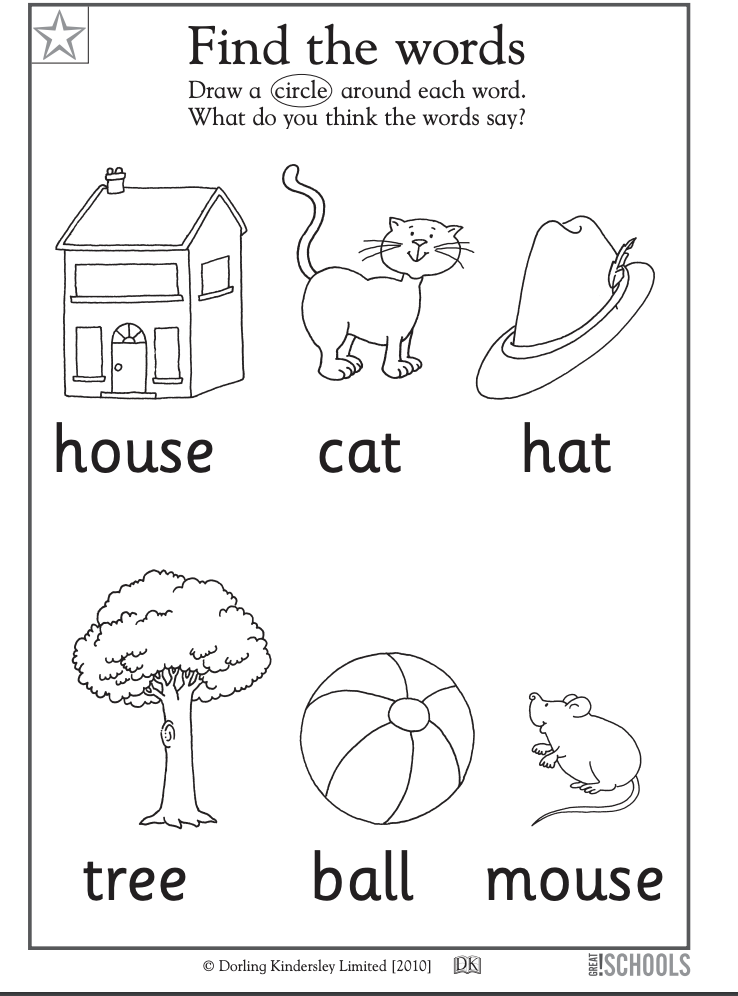 Find the words
Draw a circle around each word.
What do you think the words say?
house cat hat
tree ball mouse
© Dorling Kindersley Limited [2010] DK GREAT!SCHOOLS